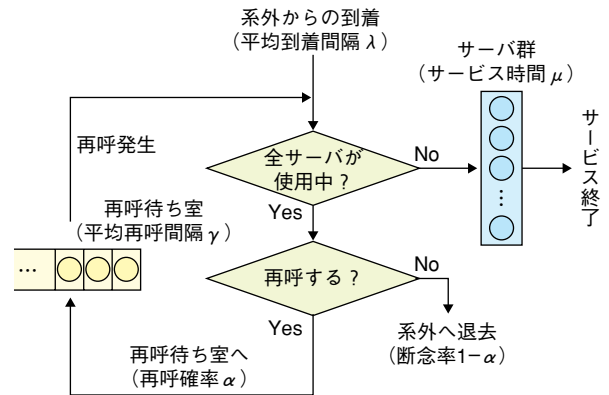 系外からの到着
（平均到着間隔λ）
サーバ群
（サービス時間μ）
再呼発生
全サーバが
使用中？
No
Yes
…
サービス終了
再呼待ち室
（平均再呼間隔γ）
…
再呼する？
No
Yes
系外へ退去
（断念率1−α）
再呼待ち室へ
（再呼確率α）